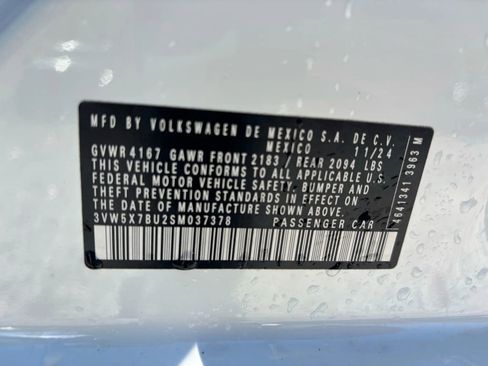 MFD BY VOLKSWAGEN DE MEXICO S.A. DE C.V.
MEXICO 11/24
GVWR 4167 GAWR FRONT 2183 / REAR 2094 LBS
THIS VEHICLE CONFORMS TO ALL APPLICABLE U.S.
FEDERAL MOTOR VEHICLE SAFETY, BUMPER AND
THEFT PREVENTION STANDARDS IN EFFECT ON
THE DATE OF MANUFACTURE SHOWN ABOVE
3VW5X7BU2SM037378 PASSENGER CAR
4641341 3963 M